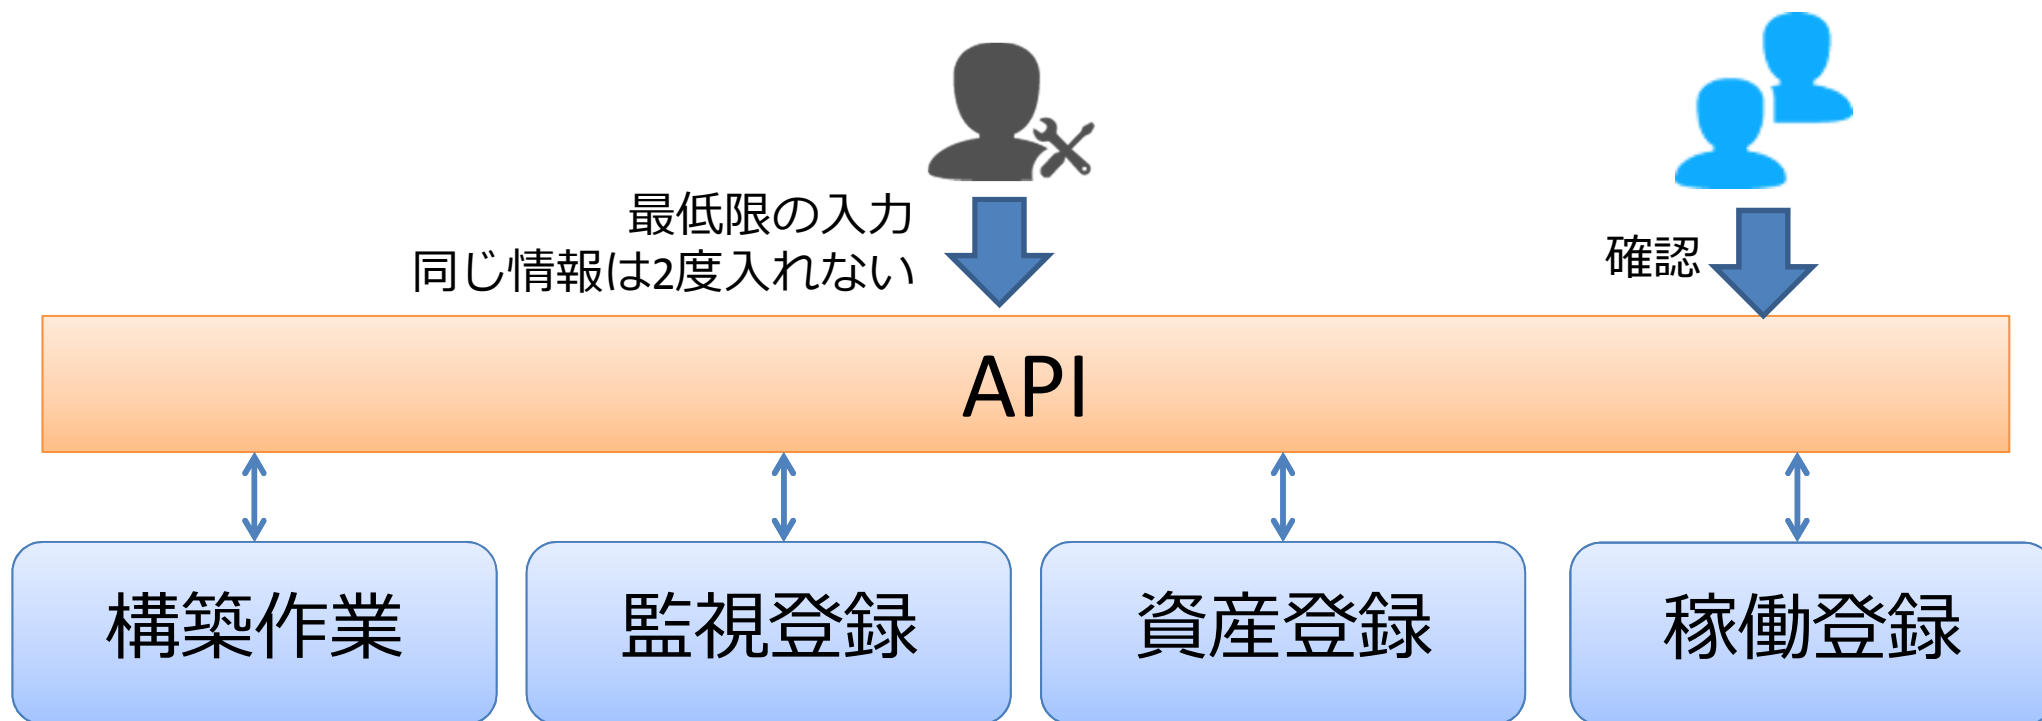 最低限の入力
同じ情報は2度入れない
確認
API
構築作業
監視登録
資産登録
稼働登録